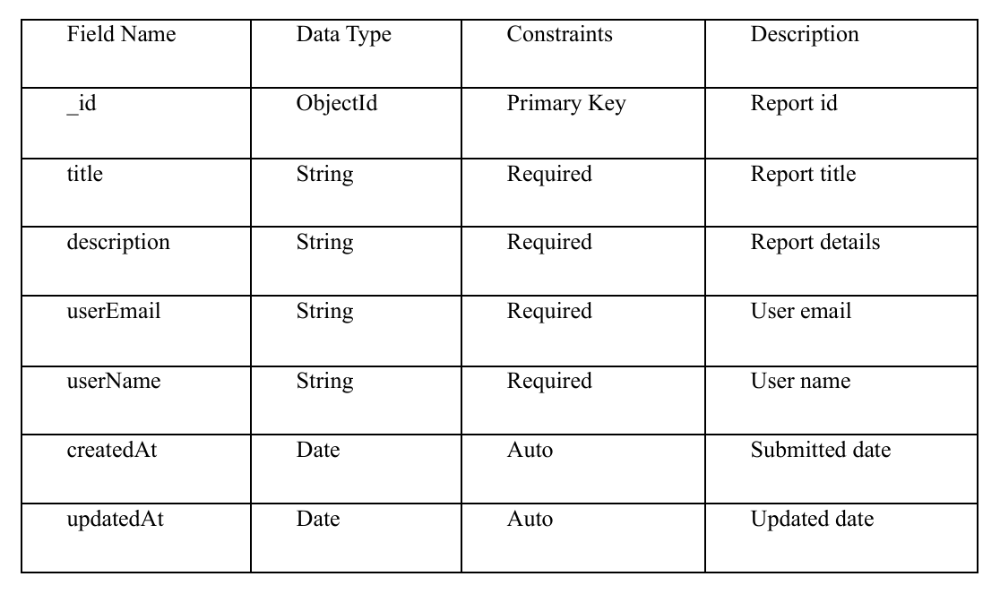 Field Name Data Type Constraints Description
_id ObjectId Primary Key Report id
title String Required Report title
description String Required Report details
userEmail String Required User email
userName String Required User name
createdAt Date Auto Submitted date
updatedAt Date Auto Updated date